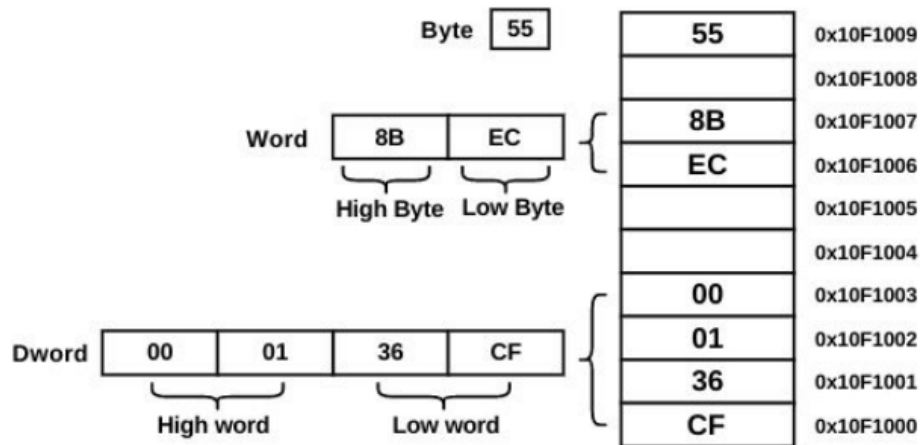 Byte 55 55 0x10F1009
0x10F1008
Word 8B EC 8B 0x10F1007
EC 0x10F1006
High Byte Low Byte 0x10F1005
0x10F1004
00 0x10F1003
Dword 00 01 36 CF 01 0x10F1002
36 0x10F1001
High word Low word CF 0x10F1000